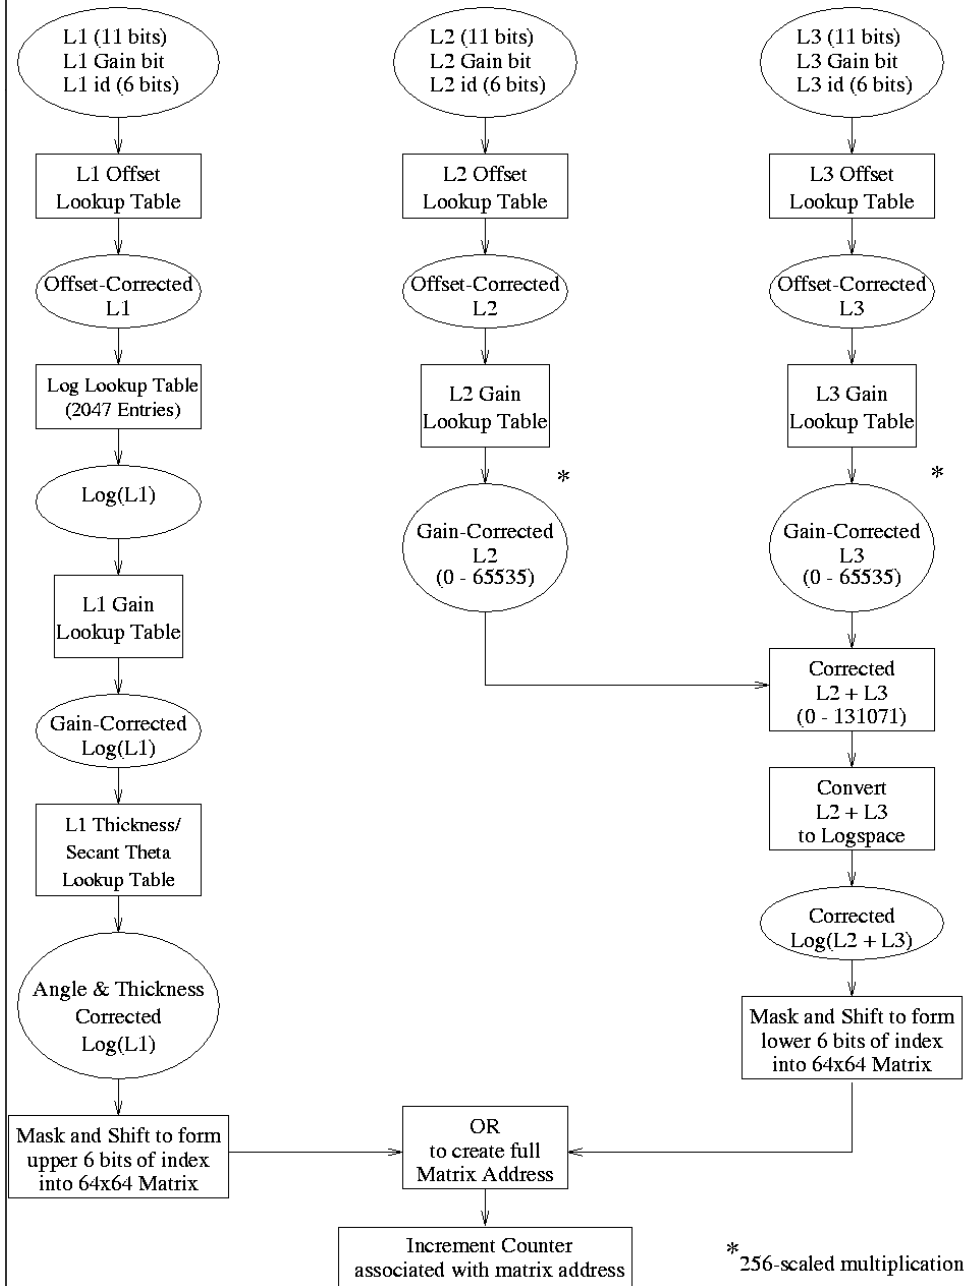 L1 (11 bits)
L1 Gain bit
L1 id (6 bits)
L2 (11 bits)
L2 Gain bit
L2 id (6 bits)
L3 (11 bits)
L3 Gain bit
L3 id (6 bits)
L1 Offset
Lookup Table
L2 Offset
Lookup Table
L3 Offset
Lookup Table
Offset-Corrected
L1
Offset-Corrected
L2
Offset-Corrected
L3
Log Lookup Table
(2047 Entries)
L2 Gain
Lookup Table
L3 Gain
Lookup Table
Log(L1)
*
Gain-Corrected
L2
(0 - 65535)
*
Gain-Corrected
L3
(0 - 65535)
L1 Gain
Lookup Table
Gain-Corrected
Log(L1)
Corrected
L2 + L3
(0 - 131071)
L1 Thickness/
Secant Theta
Lookup Table
Convert
L2 + L3
to Logspace
Corrected
Log(L2 + L3)
Angle & Thickness
Corrected
Log(L1)
Mask and Shift to form
lower 6 bits of index
into 64x64 Matrix
Mask and Shift to form
upper 6 bits of index
into 64x64 Matrix
OR
to create full
Matrix Address
Increment Counter
associated with matrix address
*256-scaled multiplication